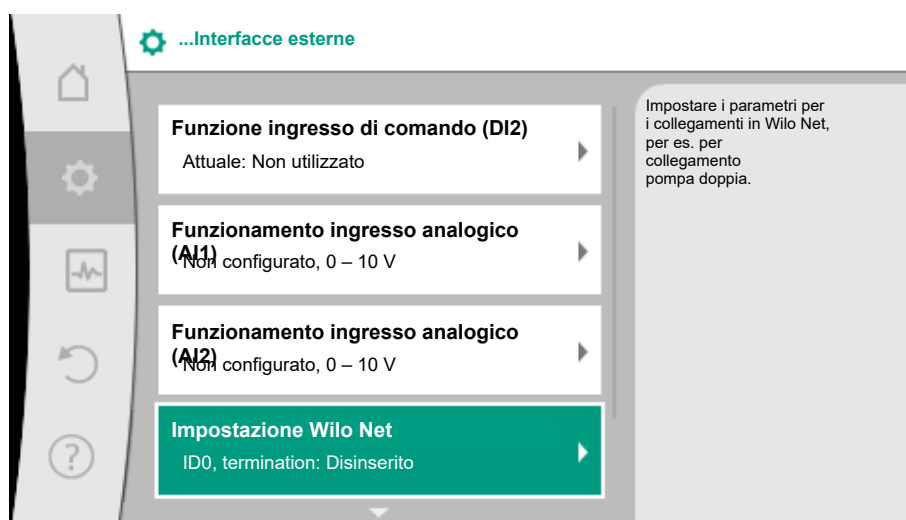 ...Interfacce esterne
Funzione ingresso di comando (DI2)
Attuale: Non utilizzato
Funzionamento ingresso analogico
(AI1)
Non configurato, 0 – 10 V
Funzionamento ingresso analogico
(AI2)
Non configurato, 0 – 10 V
Impostazione Wilo Net
ID0, termination: Disinserito
Impostare i parametri per
i collegamenti in Wilo Net,
per es. per
collegamento
pompa doppia.
?